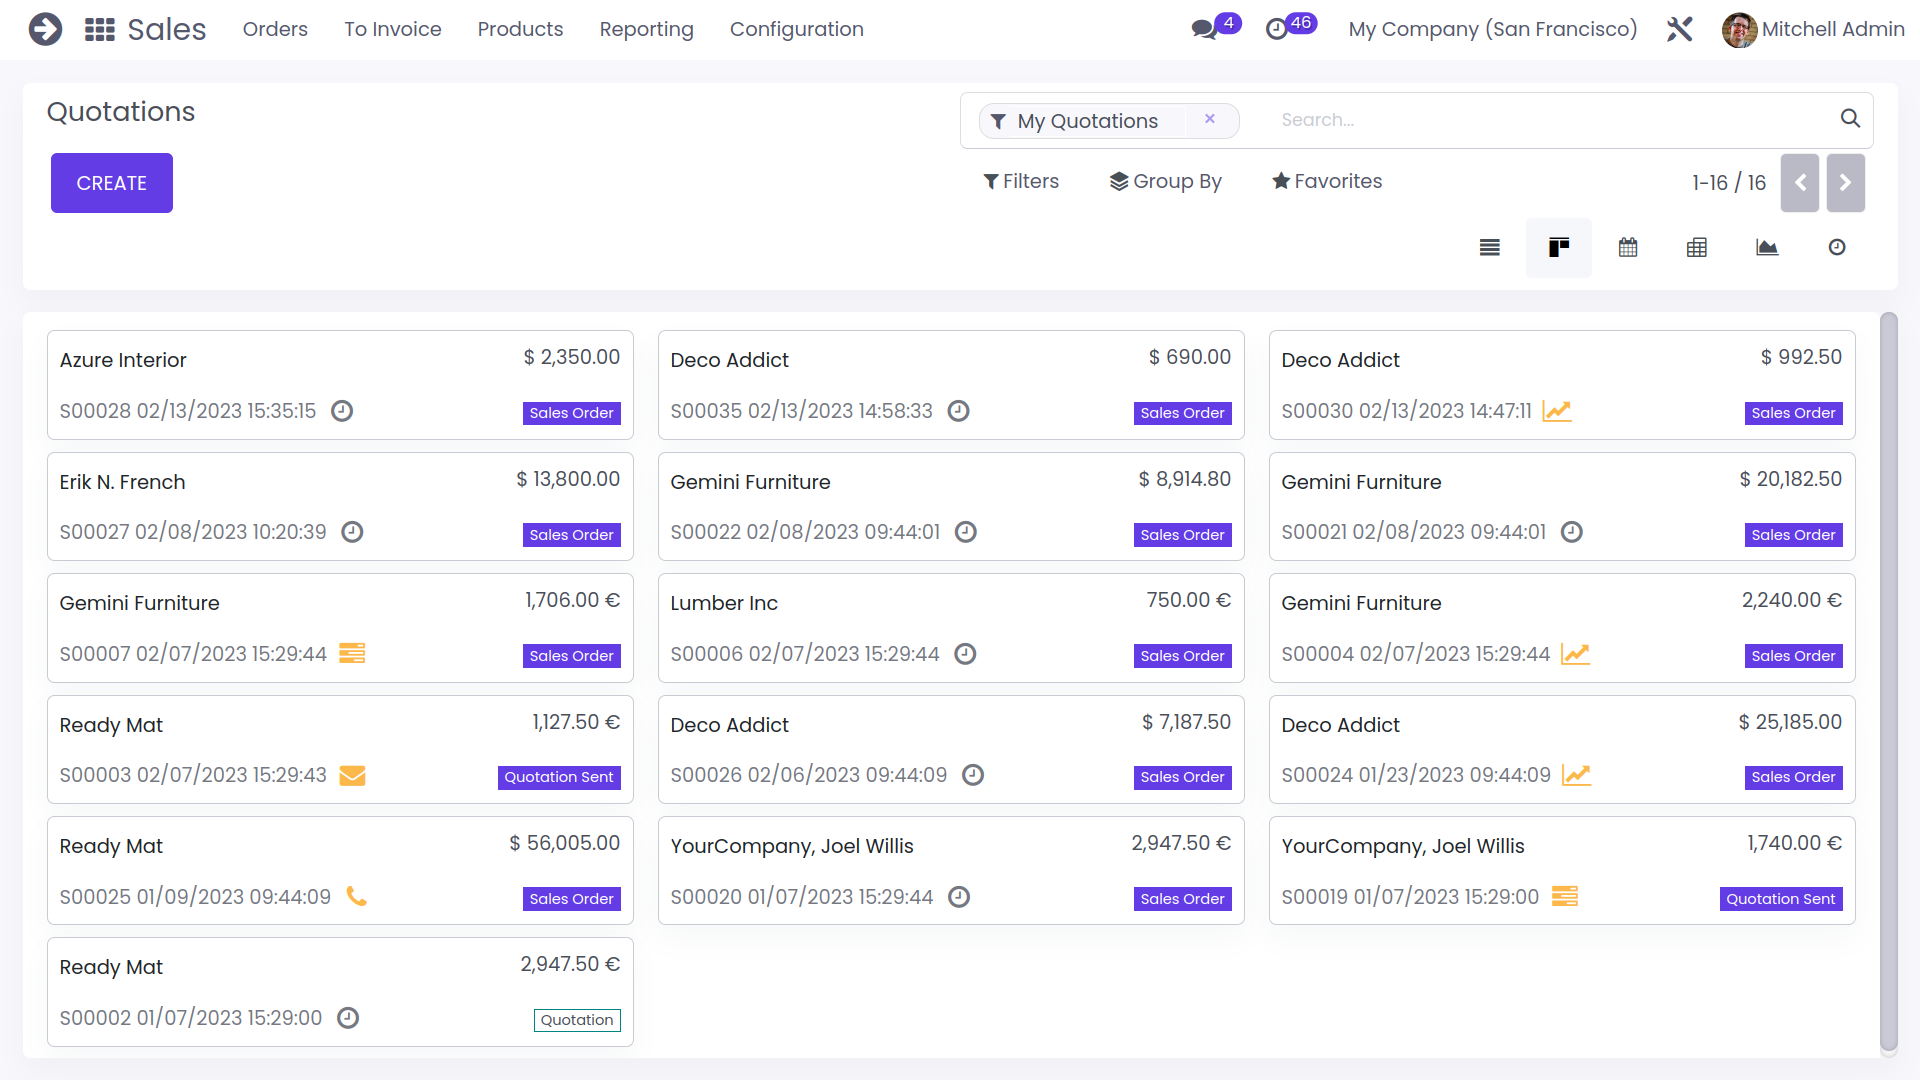 Sales Orders To Invoice Products Reporting Configuration 4 46 My Company (San Francisco) Mitchell Admin
Quotations
My Quotations × Search...
CREATE
Filters Group By Favorites 1-16 / 16
Azure Interior $ 2,350.00
S00028 02/13/2023 15:35:15 Sales Order
Deco Addict $ 690.00
S00035 02/13/2023 14:58:33 Sales Order
Deco Addict $ 992.50
S00030 02/13/2023 14:47:11 Sales Order
Erik N. French $ 13,800.00
S00027 02/08/2023 10:20:39 Sales Order
Gemini Furniture $ 8,914.80
S00022 02/08/2023 09:44:01 Sales Order
Gemini Furniture $ 20,182.50
S00021 02/08/2023 09:44:01 Sales Order
Gemini Furniture 1,706.00 €
S00007 02/07/2023 15:29:44 Sales Order
Lumber Inc 750.00 €
S00006 02/07/2023 15:29:44 Sales Order
Gemini Furniture 2,240.00 €
S00004 02/07/2023 15:29:44 Sales Order
Ready Mat 1,127.50 €
S00003 02/07/2023 15:29:43 Quotation Sent
Deco Addict $ 7,187.50
S00026 02/06/2023 09:44:09 Sales Order
Deco Addict $ 25,185.00
S00024 01/23/2023 09:44:09 Sales Order
Ready Mat $ 56,005.00
S00025 01/09/2023 09:44:09 Sales Order
YourCompany, Joel Willis 2,947.50 €
S00020 01/07/2023 15:29:44 Sales Order
YourCompany, Joel Willis 1,740.00 €
S00019 01/07/2023 15:29:00 Quotation Sent
Ready Mat 2,947.50 €
S00002 01/07/2023 15:29:00 Quotation